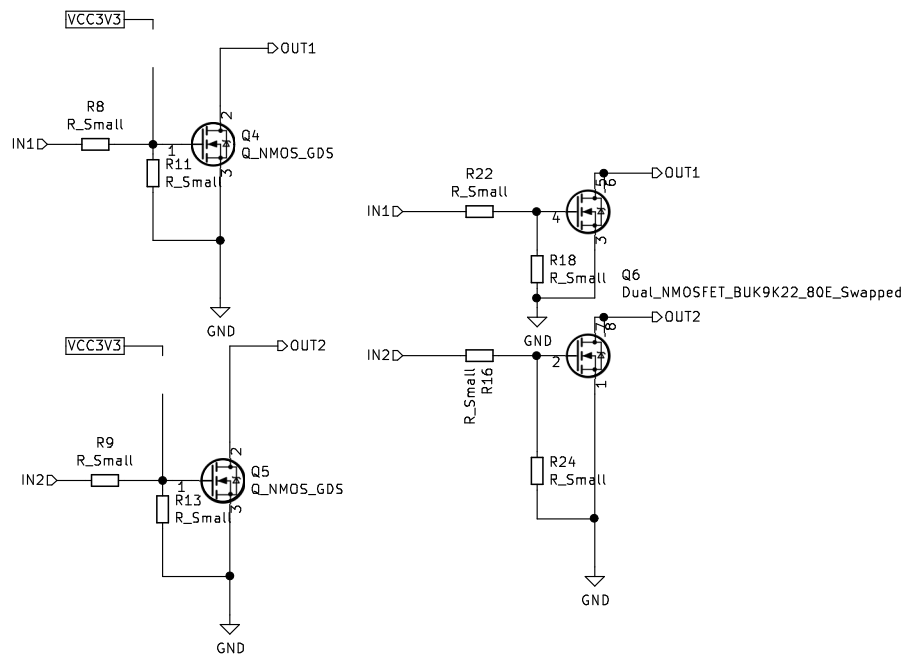 VCC3V3
OUT1
R8
R_Small
IN1
1
2
3
Q4
Q_NMOS_GDS
R11
R_Small
GND
VCC3V3
OUT2
R9
R_Small
IN2
1
2
3
Q5
Q_NMOS_GDS
R13
R_Small
GND
R22
R_Small
IN1
4
5
6
3
OUT1
R18
R_Small
GND
Q6
Dual_NMOSFET_BUK9K22_80E_Swapped
IN2
R16
R_Small
2
7
8
1
OUT2
R24
R_Small
GND